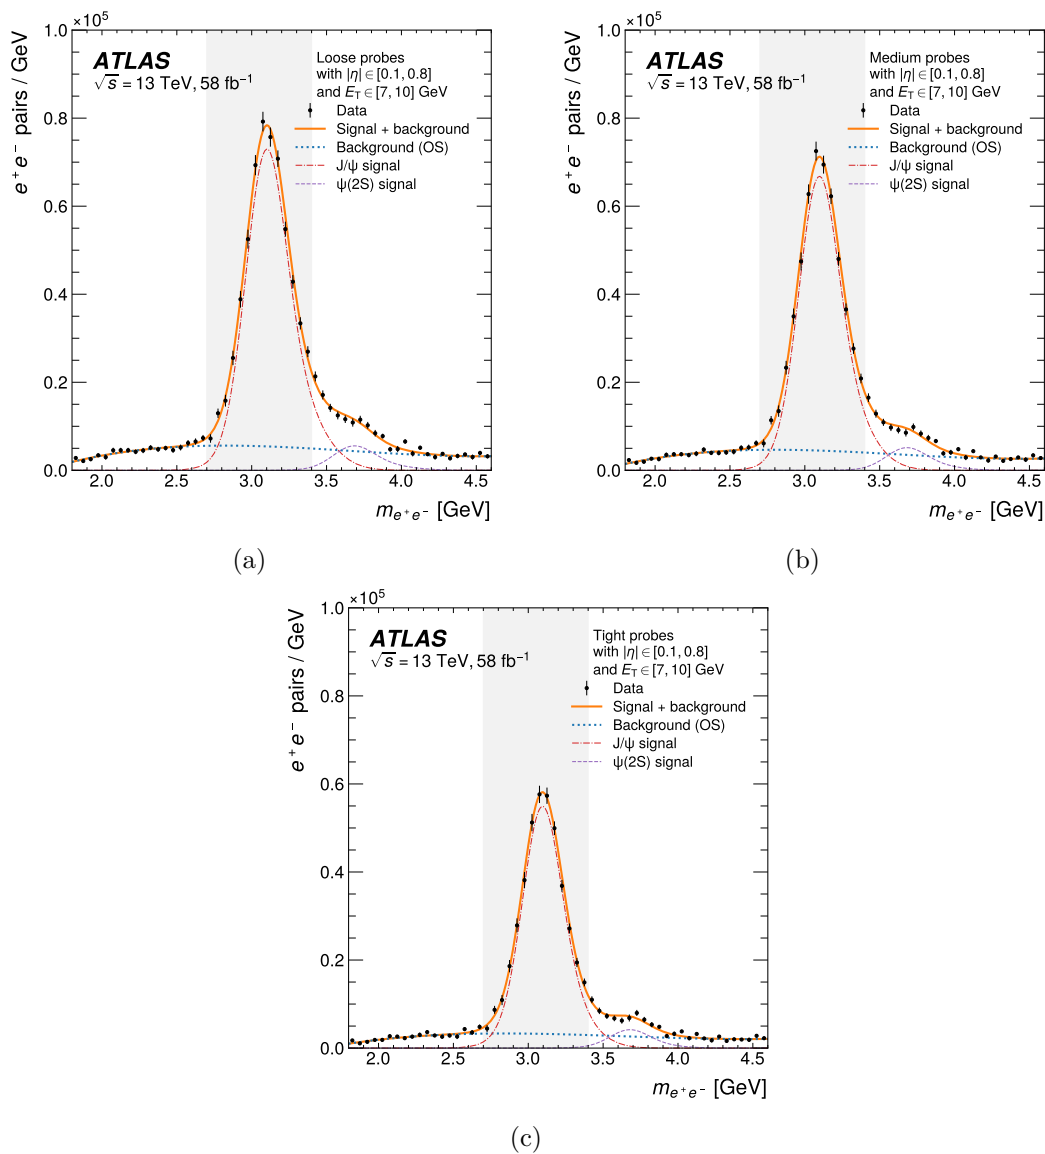 ×10⁵
1.0
0.8
0.6
0.4
0.2
0.0
e⁺e⁻ pairs / GeV
ATLAS
√s = 13 TeV, 58 fb⁻¹
Loose probes
with |η| ∈ [0.1, 0.8]
and E_T ∈ [7, 10] GeV
Data
Signal + background
Background (OS)
J/ψ signal
ψ(2S) signal
2.0 2.5 3.0 3.5 4.0 4.5
m_e⁺e⁻ [GeV]
(a)
×10⁵
1.0
0.8
0.6
0.4
0.2
0.0
e⁺e⁻ pairs / GeV
ATLAS
√s = 13 TeV, 58 fb⁻¹
Medium probes
with |η| ∈ [0.1, 0.8]
and E_T ∈ [7, 10] GeV
Data
Signal + background
Background (OS)
J/ψ signal
ψ(2S) signal
2.0 2.5 3.0 3.5 4.0 4.5
m_e⁺e⁻ [GeV]
(b)
×10⁵
1.0
0.8
0.6
0.4
0.2
0.0
e⁺e⁻ pairs / GeV
ATLAS
√s = 13 TeV, 58 fb⁻¹
Tight probes
with |η| ∈ [0.1, 0.8]
and E_T ∈ [7, 10] GeV
Data
Signal + background
Background (OS)
J/ψ signal
ψ(2S) signal
2.0 2.5 3.0 3.5 4.0 4.5
m_e⁺e⁻ [GeV]
(c)